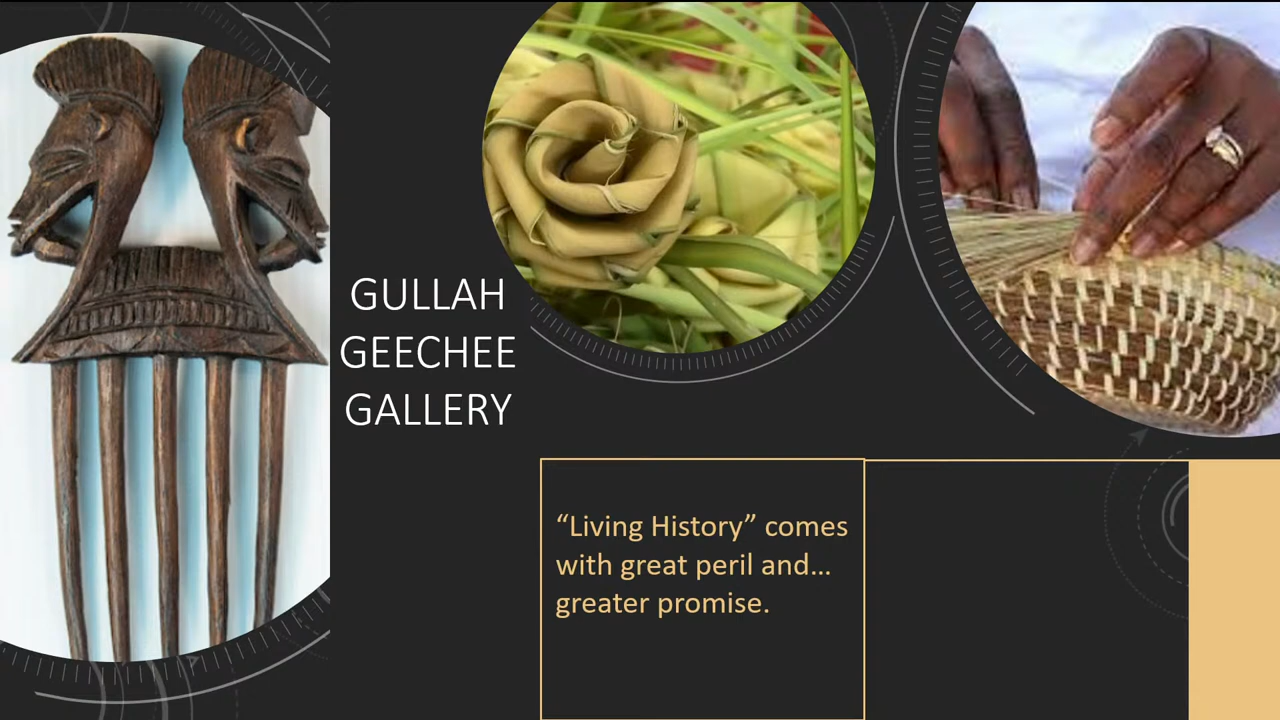 GULLAH
GEECHEE
GALLERY
“Living History” comes
with great peril and…
greater promise.